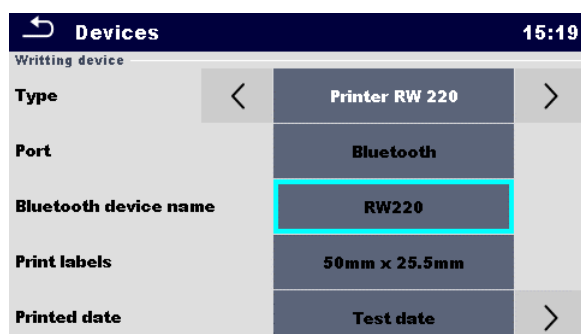 Devices 15:19
Writting device
Type Printer RW 220
Port Bluetooth
Bluetooth device name RW220
Print labels 50mm x 25.5mm
Printed date Test date